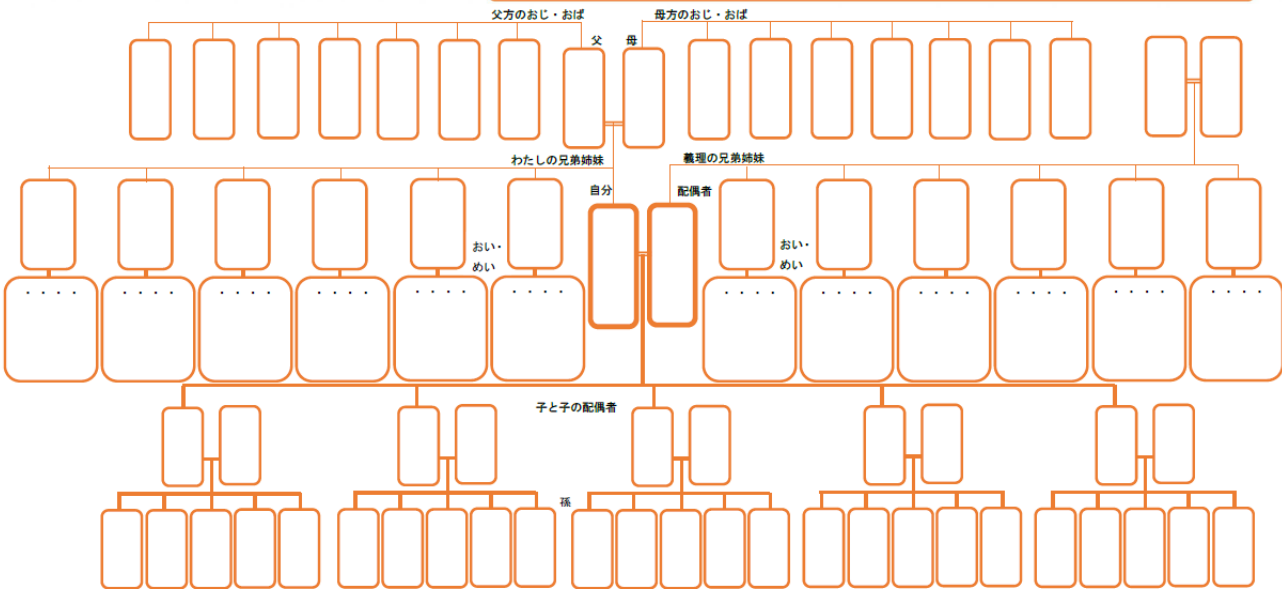 父方のおじ・おば
母方のおじ・おば
父
母
わたしの兄弟姉妹
義理の兄弟姉妹
自分
配偶者
おい・
めい
おい・
めい
・・・・
・・・・
・・・・
・・・・
・・・・
・・・・
・・・・
・・・・
・・・・
・・・・
・・・・
・・・・
子と子の配偶者
孫